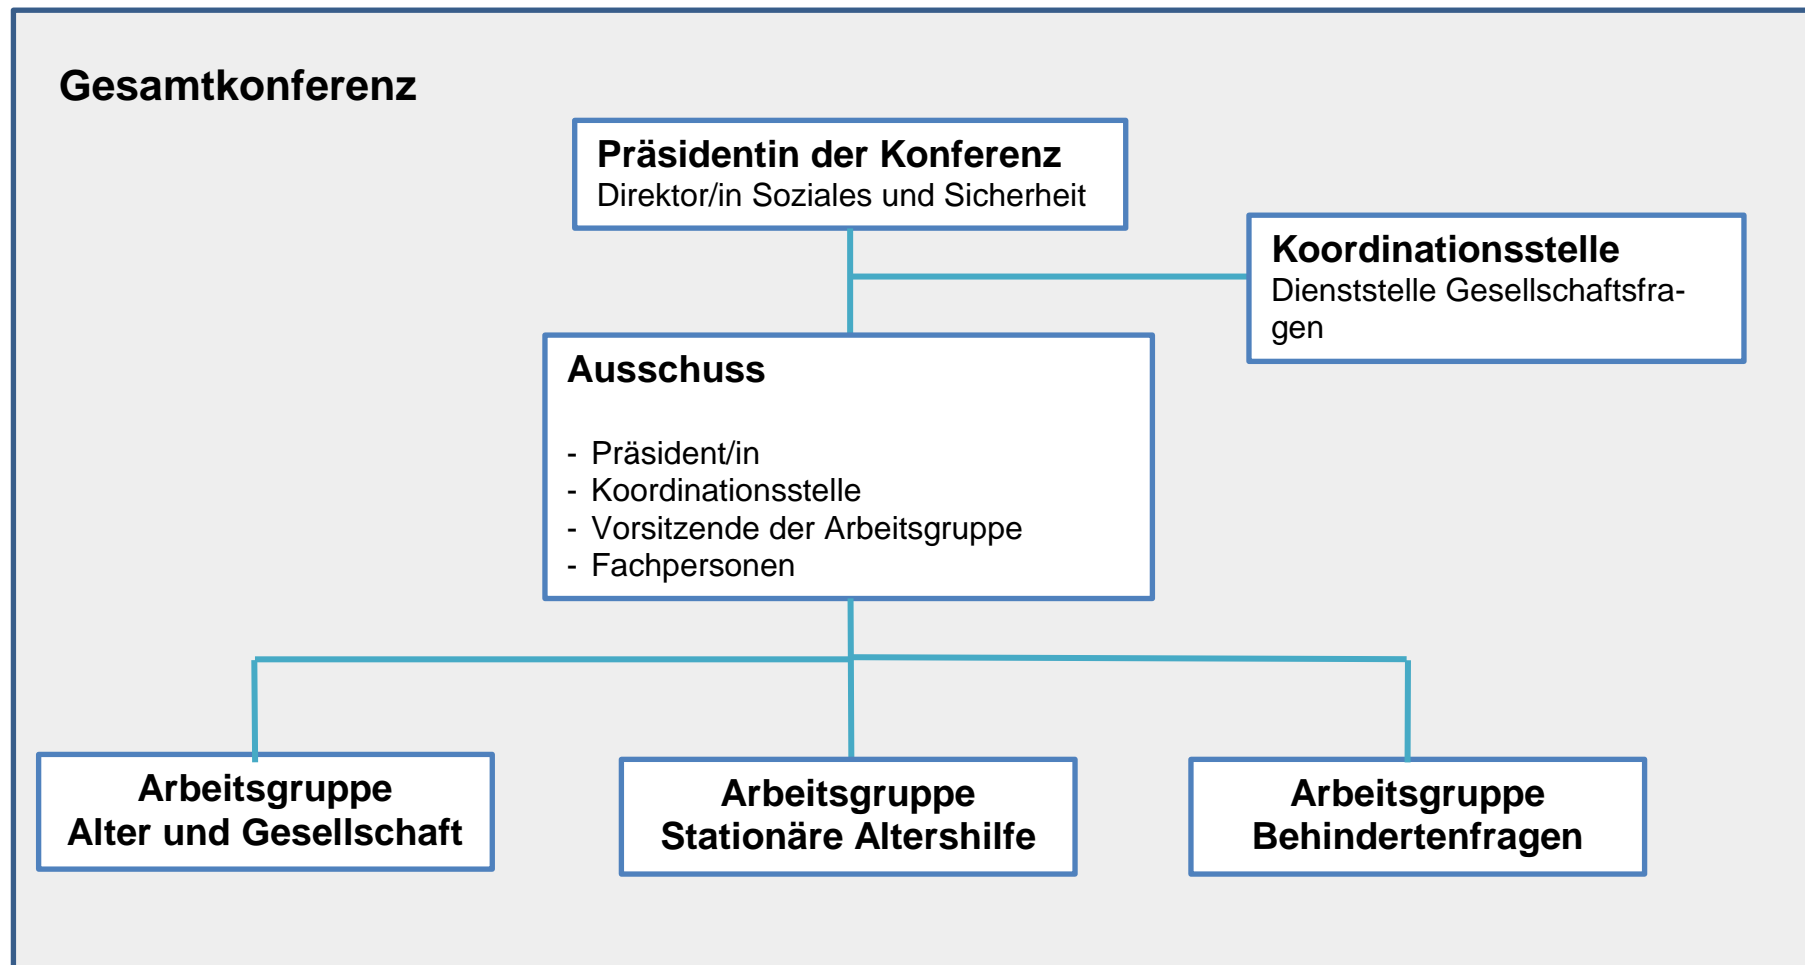 Gesamtkonferenz
Präsidentin der Konferenz
Direktor/in Soziales und Sicherheit
Koordinationsstelle
Dienststelle Gesellschaftsfra-
gen
Ausschuss
- Präsident/in
- Koordinationsstelle
- Vorsitzende der Arbeitsgruppe
- Fachpersonen
Arbeitsgruppe
Alter und Gesellschaft
Arbeitsgruppe
Stationäre Altershilfe
Arbeitsgruppe
Behindertenfragen